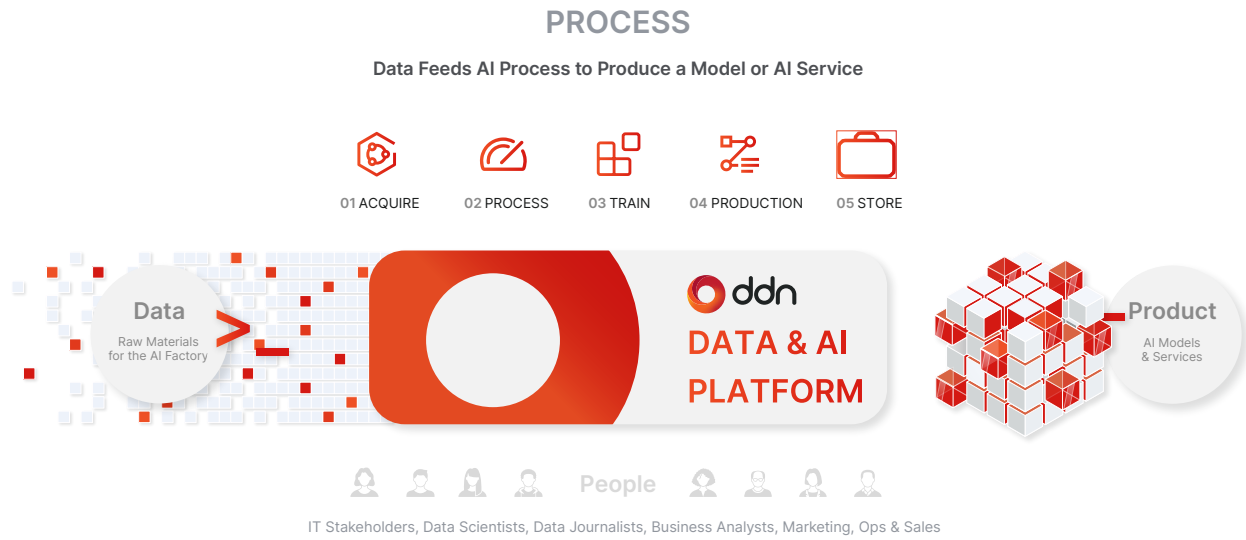 PROCESS
Data Feeds AI Process to Produce a Model or AI Service
01 ACQUIRE
02 PROCESS
03 TRAIN
04 PRODUCTION
05 STORE
Data
Raw Materials
for the AI Factory
>_
ddn
DATA & AI
PLATFORM
Product
AI Models
& Services
People
IT Stakeholders, Data Scientists, Data Journalists, Business Analysts, Marketing, Ops & Sales